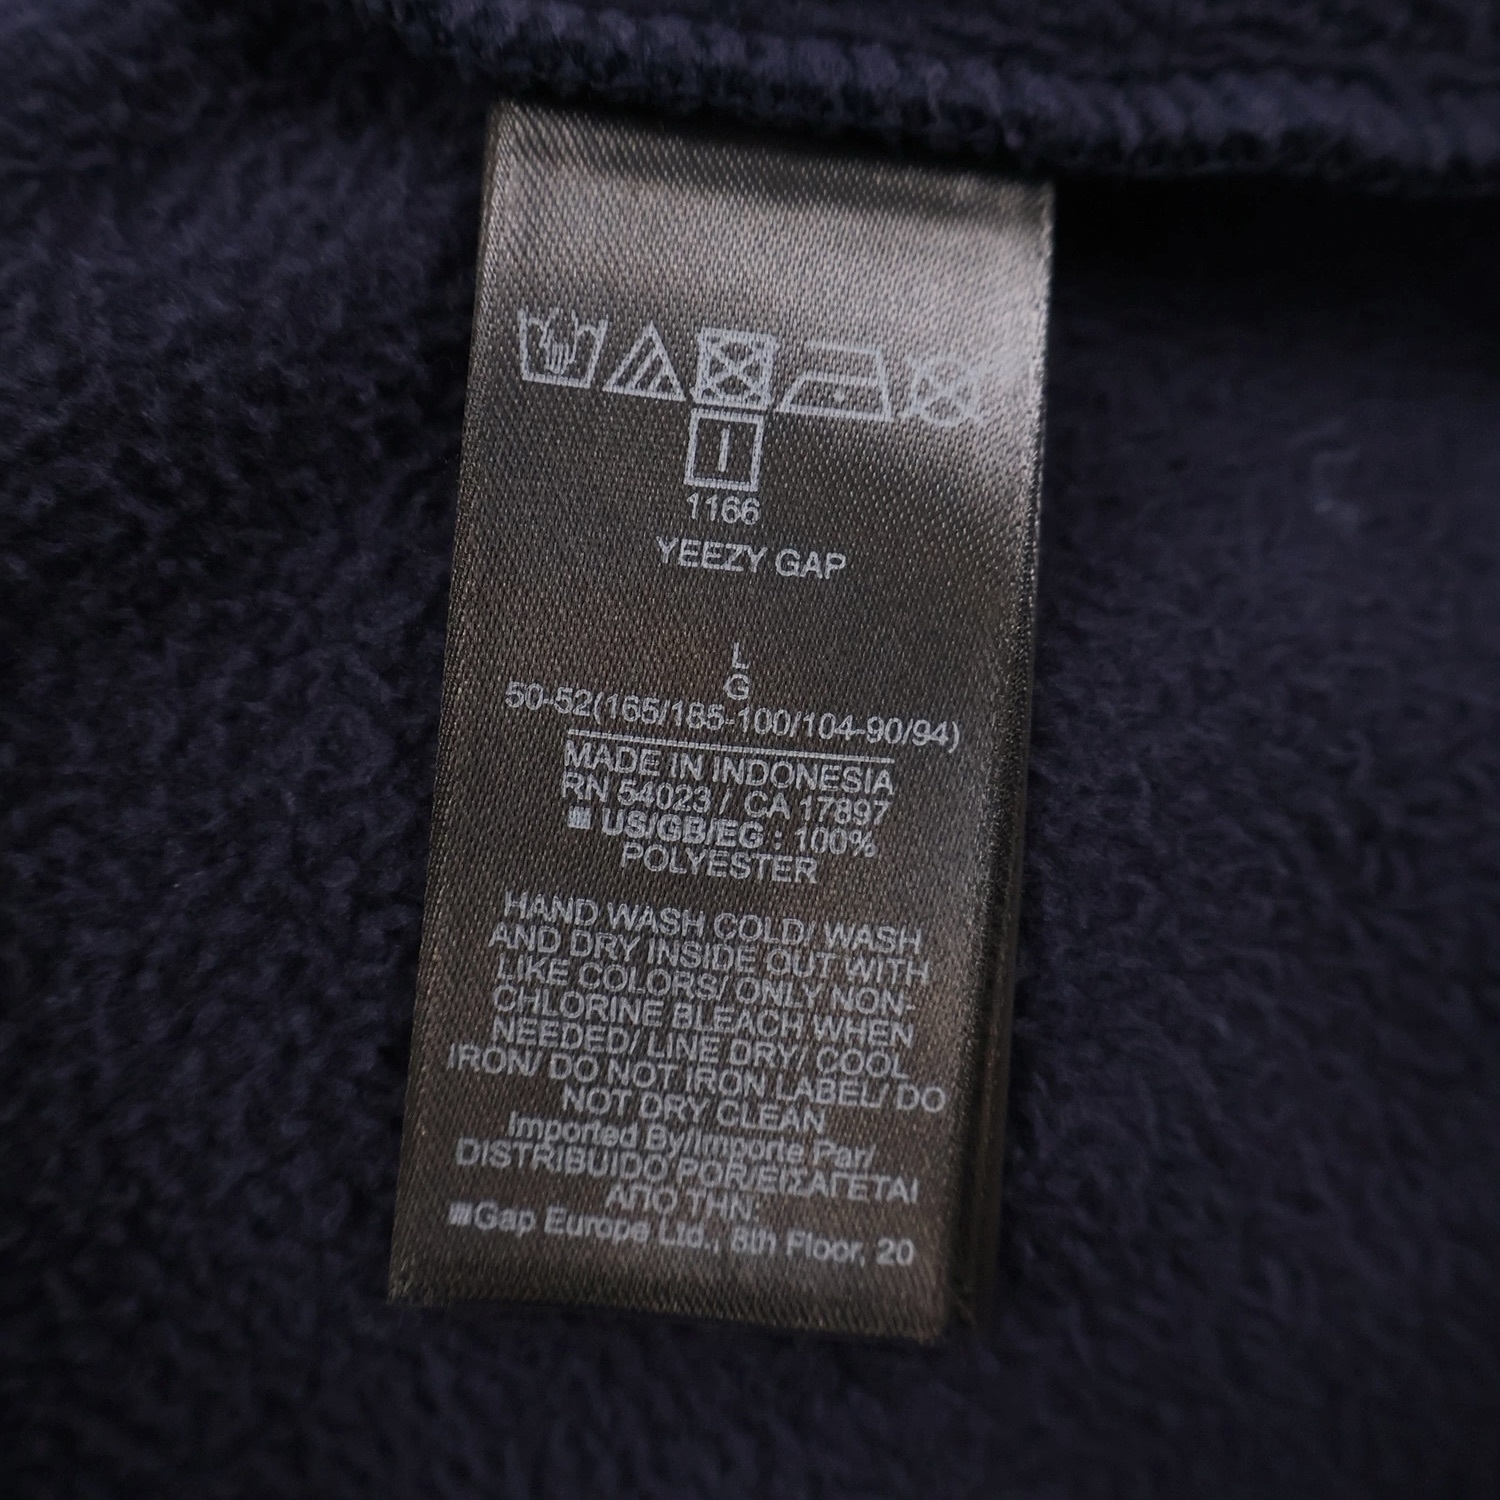 1166
YEEZY GAP
L
G
50-52(165/185-100/104-90/94)
MADE IN INDONESIA
RN 54023 / CA 17897
■ US/GB/EG : 100%
POLYESTER
HAND WASH COLD/ WASH
AND DRY INSIDE OUT WITH
LIKE COLORS/ ONLY NON-
CHLORINE BLEACH WHEN
NEEDED/ LINE DRY/ COOL
IRON/ DO NOT IRON LABEL/ DO
NOT DRY CLEAN
Imported By/Importe Par/
DISTRIBUIDO POR/ΕΙΣΑΓΕΤΑΙ
ΑΠΟ ΤΗΝ:
■Gap Europe Ltd., 8th Floor, 20